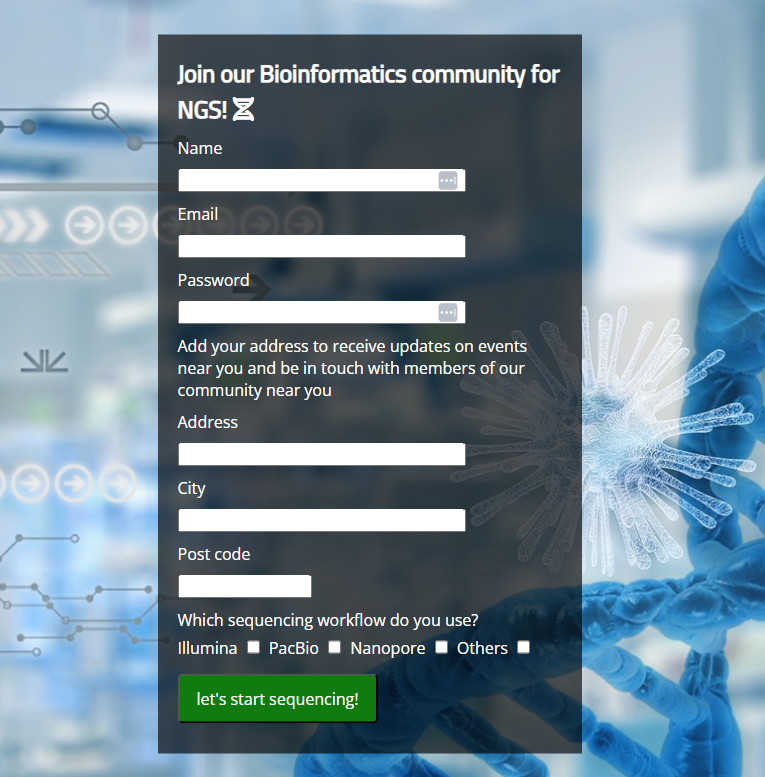 Join our Bioinformatics community for
NGS!
Name
Email
Password
Add your address to receive updates on events
near you and be in touch with members of our
community near you
Address
City
Post code
Which sequencing workflow do you use?
Illumina PacBio Nanopore Others
let's start sequencing!